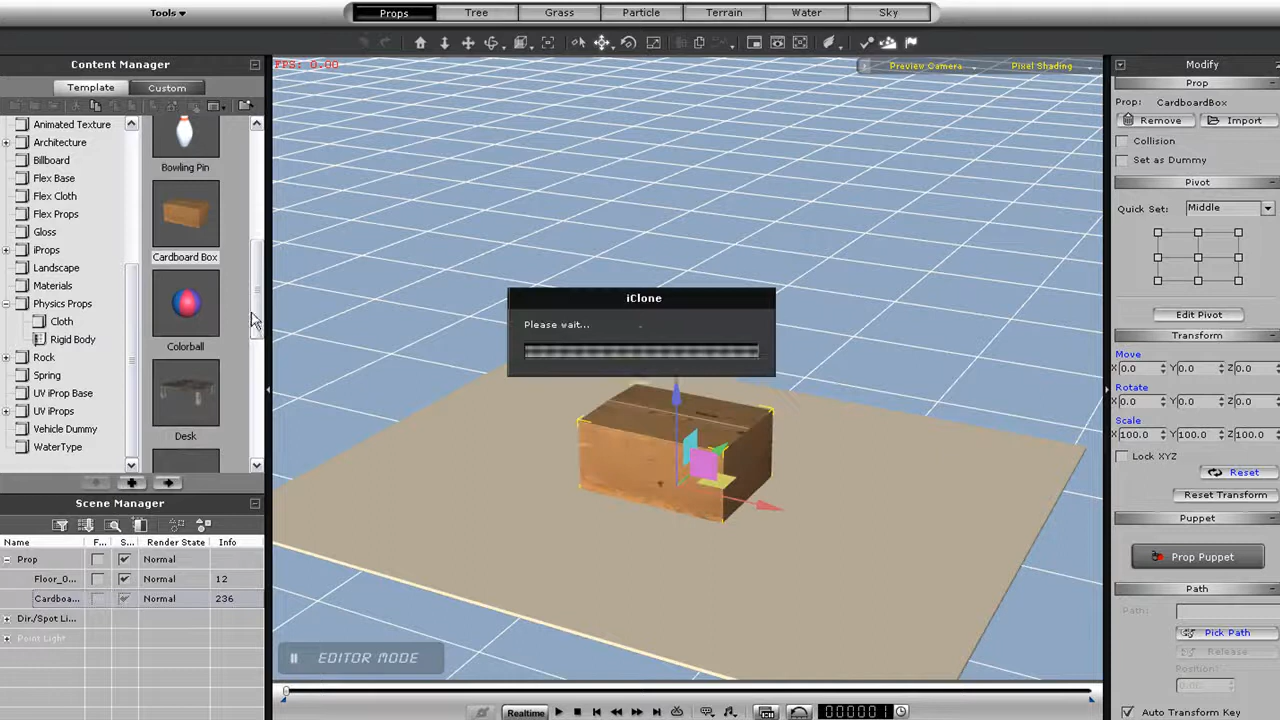 Tools
Props
Tree
Grass
Particle
Terrain
Water
Sky
Content Manager
Template
Custom
Animated Texture
Architecture
Billboard
Flex Base
Flex Cloth
Flex Props
Gloss
iProps
Landscape
Materials
Physics Props
Cloth
Rigid Body
Rock
Spring
UV iProp Base
UV iProps
Vehicle Dummy
WaterType
Bowling Pin
Cardboard Box
Colorball
Desk
Scene Manager
Name F... S... Render State Info
Prop Normal
Floor_0... Normal 12
Cardboa... Normal 236
Dir./Spot Li...
Point Light
FPS: 0.00
Preview Camera
Pixel Shading
iClone
Please wait...
EDITOR MODE
Realtime
000001
Modify
Prop
Prop: CardboardBox
Remove
Import
Collision
Set as Dummy
Pivot
Quick Set: Middle
Edit Pivot
Transform
Move
X 0.0 Y 0.0 Z 0.0
Rotate
X 0.0 Y 0.0 Z 0.0
Scale
X 100.0 Y 100.0 Z 100.0
Lock XYZ
Reset
Reset Transform
Puppet
Prop Puppet
Path
Path:
Pick Path
Release
Position:
Auto Transform Key